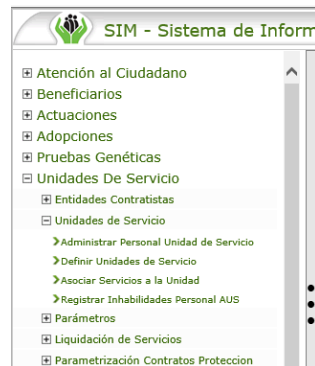 SIM - Sistema de Inform
Atención al Ciudadano
Beneficiarios
Actuaciones
Adopciones
Pruebas Genéticas
Unidades De Servicio
Entidades Contratistas
Unidades de Servicio
Administrar Personal Unidad de Servicio
Definir Unidades de Servicio
Asociar Servicios a la Unidad
Registrar Inhabilidades Personal AUS
Parámetros
Liquidación de Servicios
Parametrización Contratos Proteccion